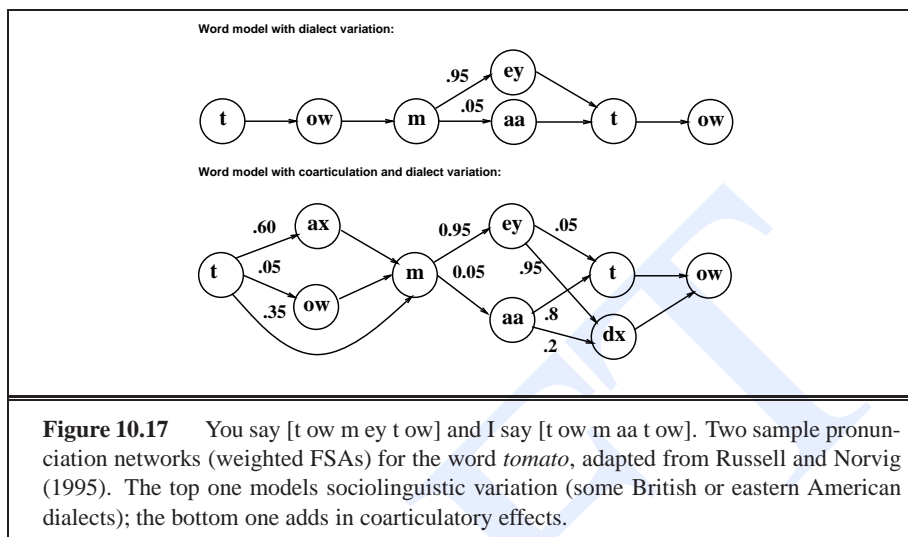 Word model with dialect variation:
ey
.95
.05
t ow m aa t ow
Word model with coarticulation and dialect variation:
ax ey
.60 0.95 .05
t .05 m 0.05 .95 t ow
.35 ow aa .8 dx
.2
Figure 10.17 You say [t ow m ey t ow] and I say [t ow m aa t ow]. Two sample pronun-
ciation networks (weighted FSAs) for the word tomato, adapted from Russell and Norvig
(1995). The top one models sociolinguistic variation (some British or eastern American
dialects); the bottom one adds in coarticulatory effects.